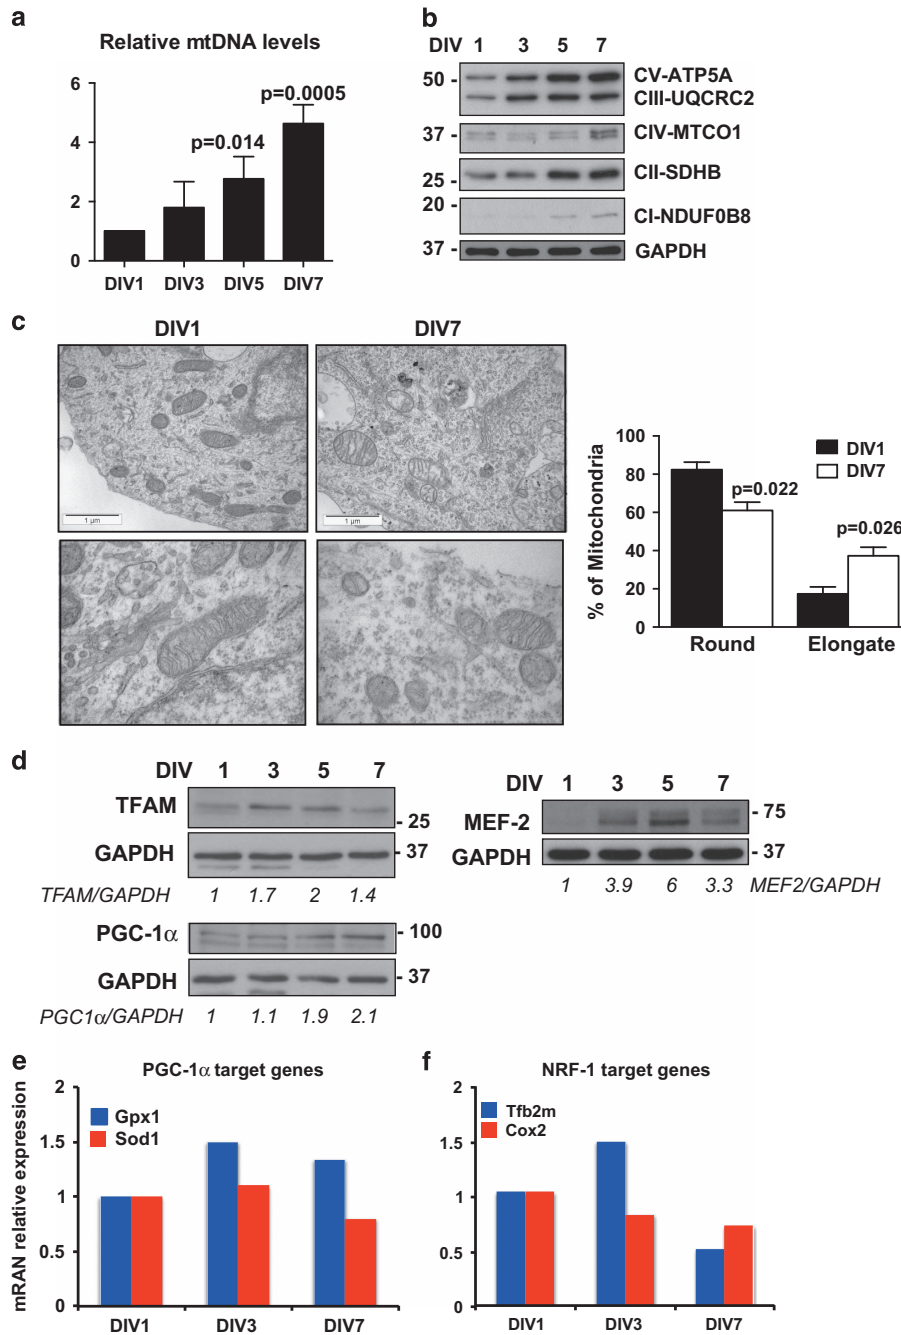 a
Relative mtDNA levels
6
4
2
0
p=0.014
p=0.0005
DIV1 DIV3 DIV5 DIV7
b
DIV 1 3 5 7
50 - CV-ATP5A
CIII-UQCRC2
37 - CIV-MTCO1
25 - CII-SDHB
20 -
CI-NDUF0B8
37 - GAPDH
c
DIV1 DIV7
1 µm
1 µm
% of Mitochondria
100
80
60
40
20
0
DIV1
DIV7
p=0.022
p=0.026
Round Elongate
d
DIV 1 3 5 7
TFAM
- 25
GAPDH - 37
TFAM/GAPDH 1 1.7 2 1.4
PGC-1α - 100
GAPDH - 37
PGC1α/GAPDH 1 1.1 1.9 2.1
DIV 1 3 5 7
MEF-2 - 75
GAPDH - 37
1 3.9 6 3.3 MEF2/GAPDH
e
PGC-1α target genes
mRAN relative expression
2
1.5
1
0.5
0
Gpx1
Sod1
DIV1 DIV3 DIV7
f
NRF-1 target genes
2
1.5
1
0.5
0
Tfb2m
Cox2
DIV1 DIV3 DIV7